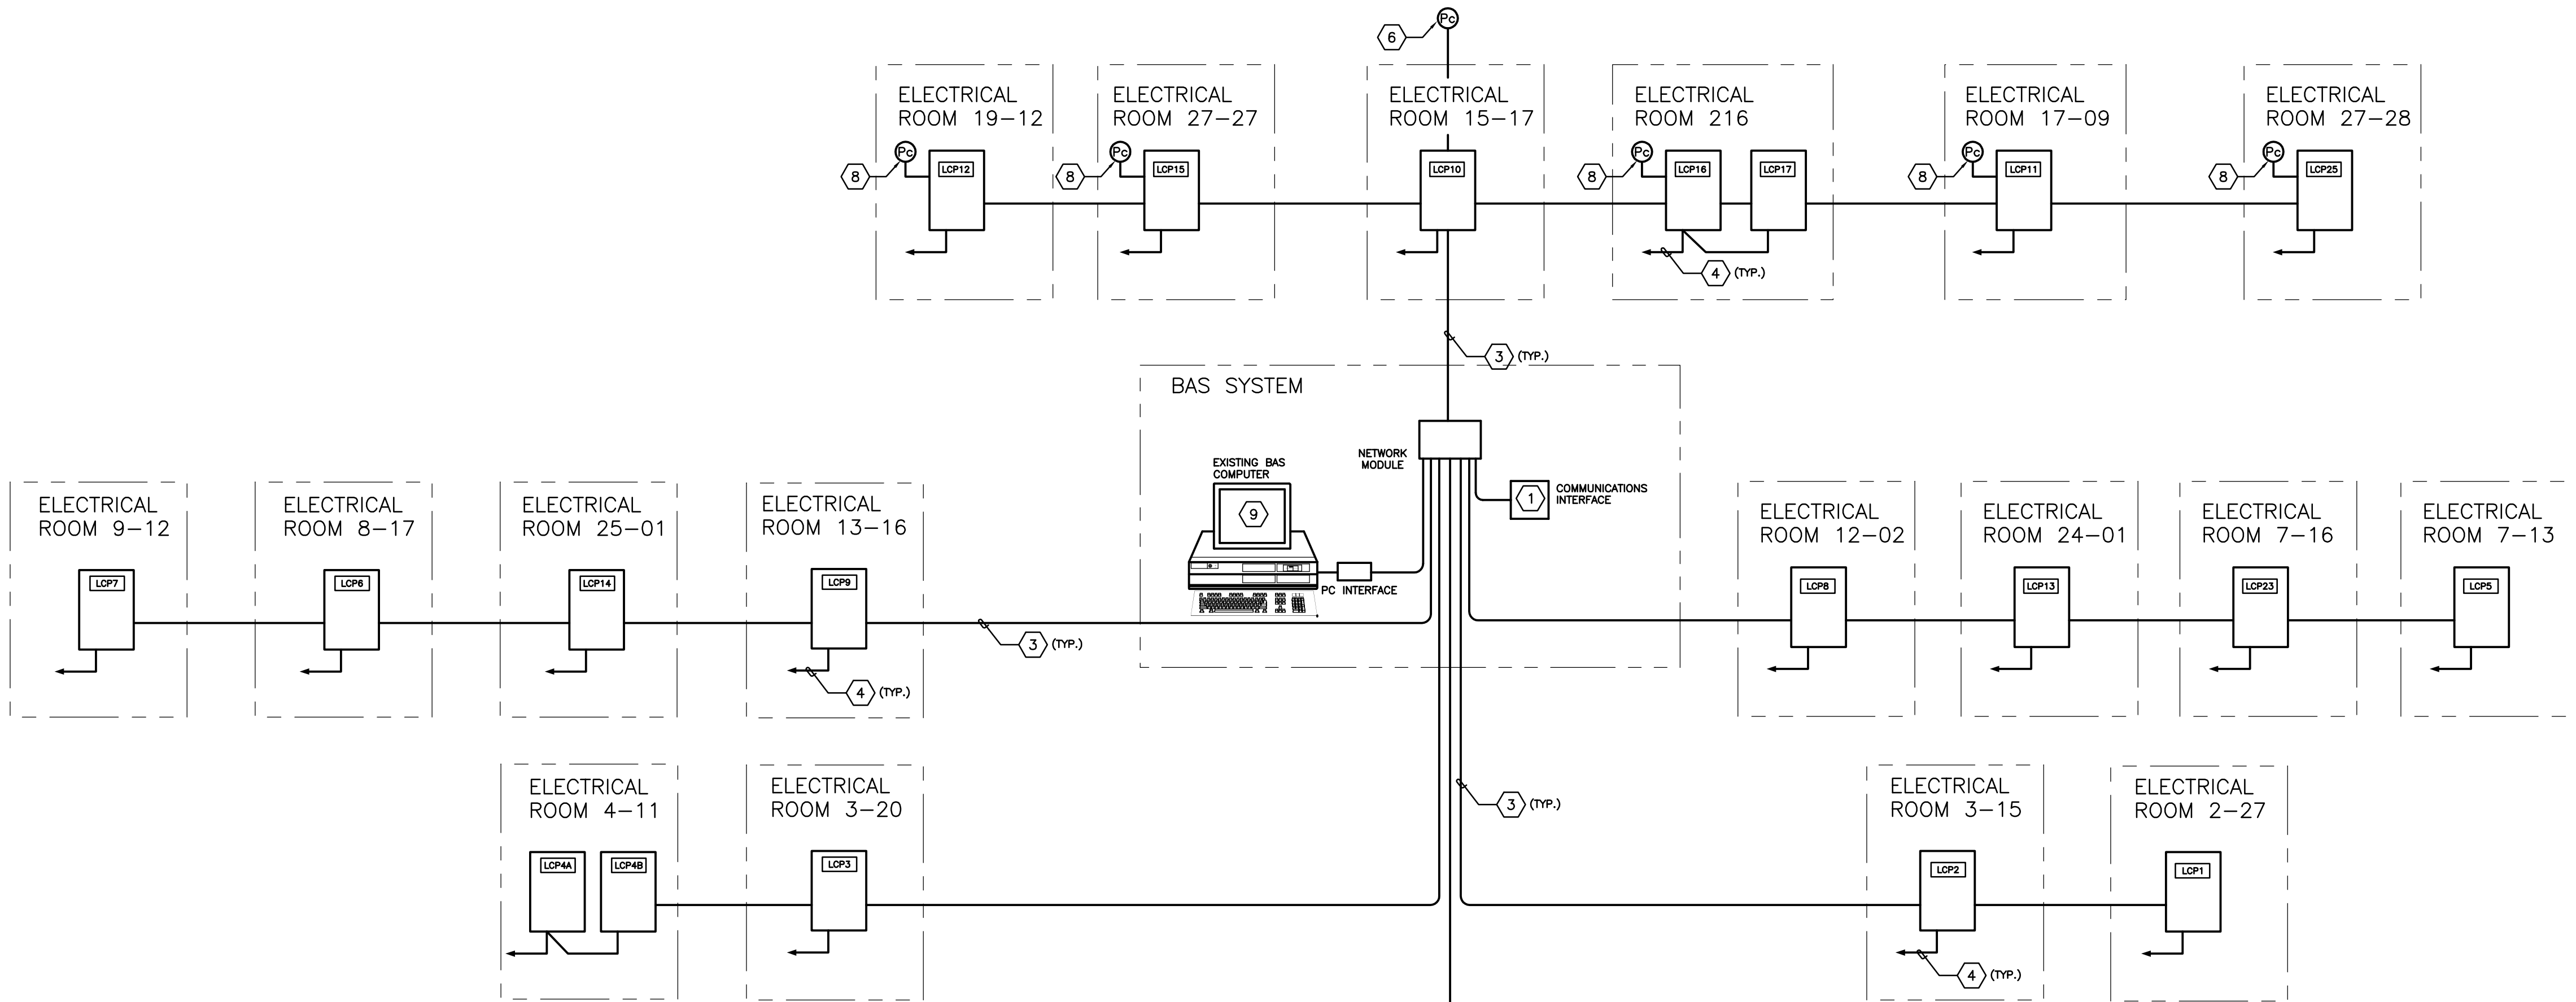 Pc
6
ELECTRICAL
ROOM 19-12
Pc
8
LCP12
ELECTRICAL
ROOM 27-27
Pc
8
LCP15
ELECTRICAL
ROOM 15-17
LCP10
ELECTRICAL
ROOM 216
Pc
8
LCP16
LCP17
4 (TYP.)
ELECTRICAL
ROOM 17-09
Pc
8
LCP11
ELECTRICAL
ROOM 27-28
Pc
8
LCP25
3 (TYP.)
BAS SYSTEM
NETWORK
MODULE
EXISTING BAS
COMPUTER
9
PC INTERFACE
1
COMMUNICATIONS
INTERFACE
ELECTRICAL
ROOM 9-12
LCP7
ELECTRICAL
ROOM 8-17
LCP6
ELECTRICAL
ROOM 25-01
LCP14
ELECTRICAL
ROOM 13-16
LCP9
4 (TYP.)
3 (TYP.)
ELECTRICAL
ROOM 12-02
LCP8
ELECTRICAL
ROOM 24-01
LCP13
ELECTRICAL
ROOM 7-16
LCP23
ELECTRICAL
ROOM 7-13
LCP5
ELECTRICAL
ROOM 4-11
LCP4A
LCP4B
ELECTRICAL
ROOM 3-20
LCP3
3 (TYP.)
ELECTRICAL
ROOM 3-15
LCP2
4 (TYP.)
ELECTRICAL
ROOM 2-27
LCP1